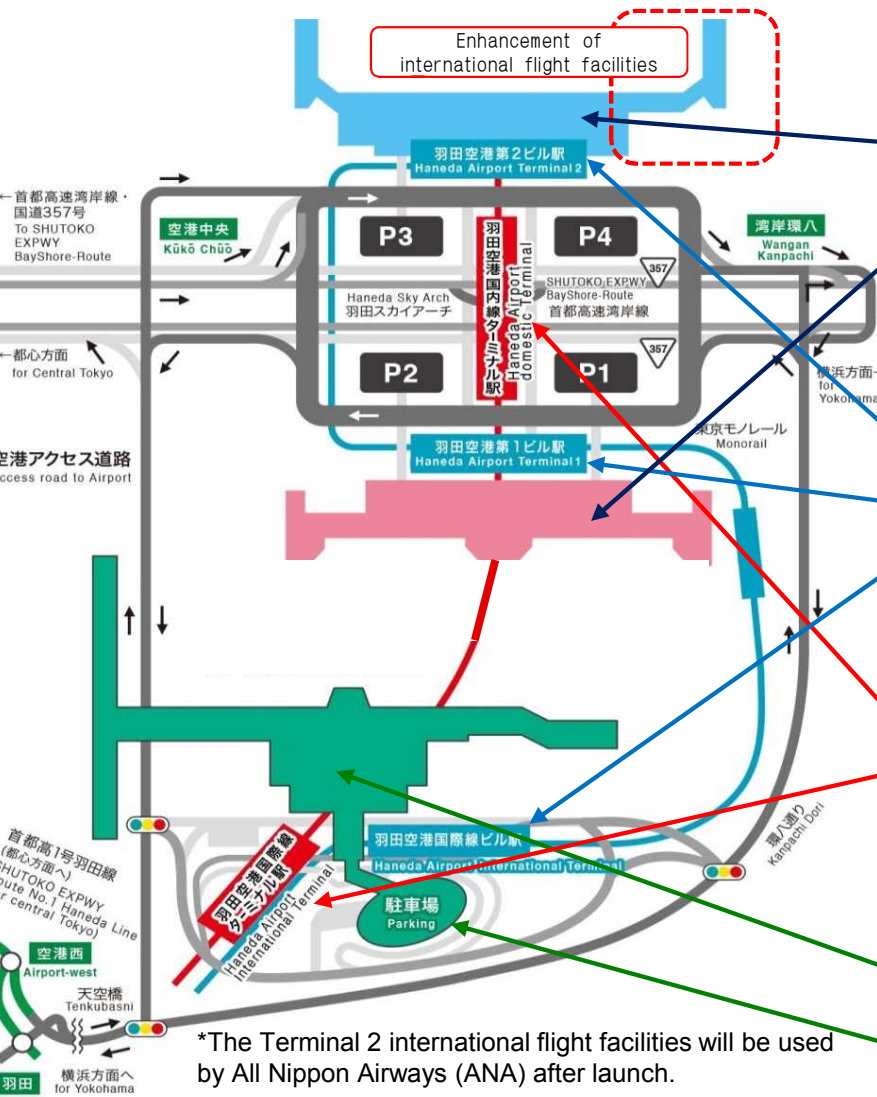 Enhancement of
international flight facilities
羽田空港第2ビル駅
Haneda Airport Terminal2
←首都高速湾岸線・
国道357号
To SHUTOKO
EXPWY
BayShore-Route
空港中央
Kūkō Chūō
P3
P4
湾岸環八
Wangan
Kanpachi
羽田空港国内線ターミナル駅
Haneda Airport
domestic Terminal
357
SHUTOKO EXPWY
BayShore-Route
首都高速湾岸線
Haneda Sky Arch
羽田スカイアーチ
357
←都心方面
for Central Tokyo
P2
P1
横浜方面
for
Yokohama
東京モノレール
Monorail
羽田空港第1ビル駅
Haneda Airport Terminal1
空港アクセス道路
ccess road to Airport
環八通り
Kanpachi Dori
羽田空港国際線ビル駅
Haneda Airport International Terminal
羽田空港国際線
ターミナル駅
Haneda Airport
International Terminal
駐車場
Parking
首都高1号羽田線
(都心方面へ)
SHUTOKO EXPWY
oute No.1 Haneda Line
r central Tokyo)
空港西
Airport-west
天空橋
Tenkubasni
羽田
横浜方面へ
for Yokohama
*The Terminal 2 international flight facilities will be used
by All Nippon Airways (ANA) after launch.